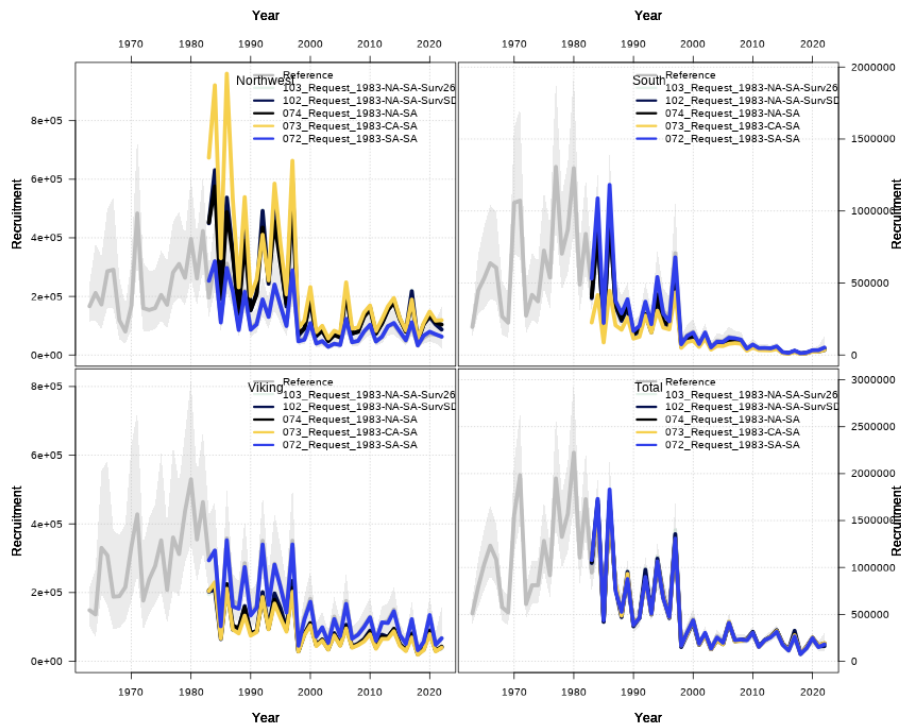 Year Year
1970 1980 1990 2000 2010 2020 1970 1980 1990 2000 2010 2020
Northwest
Reference
103_Request_1983-NA-SA-Surv26
102_Request_1983-NA-SA-SurvSD
074_Request_1983-NA-SA
073_Request_1983-CA-SA
072_Request_1983-SA-SA
Recruitment
8e+05
6e+05
4e+05
2e+05
0e+00
South
Reference
103_Request_1983-NA-SA-Surv26
102_Request_1983-NA-SA-SurvSD
074_Request_1983-NA-SA
073_Request_1983-CA-SA
072_Request_1983-SA-SA
2000000
1500000
1000000
500000
0
Recruitment
Viking
Reference
103_Request_1983-NA-SA-Surv26
102_Request_1983-NA-SA-SurvSD
074_Request_1983-NA-SA
073_Request_1983-CA-SA
072_Request_1983-SA-SA
Recruitment
8e+05
6e+05
4e+05
2e+05
0e+00
Total
Reference
103_Request_1983-NA-SA-Surv26
102_Request_1983-NA-SA-SurvSD
074_Request_1983-NA-SA
073_Request_1983-CA-SA
072_Request_1983-SA-SA
3000000
2500000
2000000
1500000
1000000
500000
0
Recruitment
1970 1980 1990 2000 2010 2020 1970 1980 1990 2000 2010 2020
Year Year